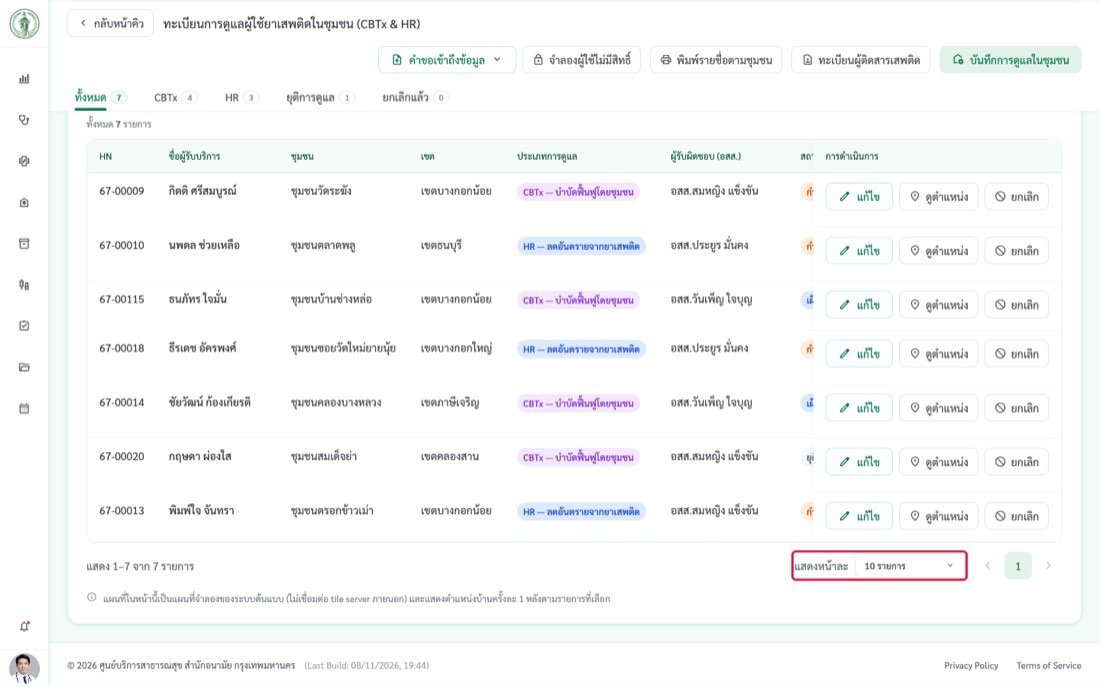 กลับหน้าคิว ทะเบียนการดูแลผู้ใช้ยาเสพติดในชุมชน (CBTx & HR)
คำขอเข้าถึงข้อมูล จำลองผู้ใช้ไม่มีสิทธิ์ พิมพ์รายชื่อตามชุมชน ทะเบียนผู้ติดสารเสพติด บันทึกการดูแลในชุมชน
ทั้งหมด 7 CBTx 4 HR 3 ยุติการดูแล 1 ยกเลิกแล้ว 0
ทั้งหมด 7 รายการ
HN ชื่อผู้รับบริการ ชุมชน เขต ประเภทการดูแล ผู้รับผิดชอบ (อสส.) การดำเนินการ
67-00009 กิตติ ศรีสมบูรณ์ ชุมชนวัดระฆัง เขตบางกอกน้อย CBTx — บำบัดฟื้นฟูโดยชุมชน อสส.สมหญิง แข็งขัน แก้ไข ดูตำแหน่ง ยกเลิก
67-00010 นพดล ช่วยเหลือ ชุมชนตลาดพลู เขตธนบุรี HR — ลดอันตรายจากยาเสพติด อสส.ประยูร มั่นคง แก้ไข ดูตำแหน่ง ยกเลิก
67-00115 ธนภัทร ใจมั่น ชุมชนบ้านช่างหล่อ เขตบางกอกน้อย CBTx — บำบัดฟื้นฟูโดยชุมชน อสส.วันเพ็ญ ใจบุญ แก้ไข ดูตำแหน่ง ยกเลิก
67-00018 ธีรเดช อัครพงศ์ ชุมชนซอยวัดใหม่ยายนุ้ย เขตบางกอกใหญ่ HR — ลดอันตรายจากยาเสพติด อสส.ประยูร มั่นคง แก้ไข ดูตำแหน่ง ยกเลิก
67-00014 ชัยวัฒน์ ก้องเกียรติ ชุมชนคลองบางหลวง เขตภาษีเจริญ CBTx — บำบัดฟื้นฟูโดยชุมชน อสส.วันเพ็ญ ใจบุญ แก้ไข ดูตำแหน่ง ยกเลิก
67-00020 กฤษดา ผ่องใส ชุมชนสมเด็จย่า เขตคลองสาน CBTx — บำบัดฟื้นฟูโดยชุมชน อสส.สมหญิง แข็งขัน แก้ไข ดูตำแหน่ง ยกเลิก
67-00013 พิมพ์ใจ จันทรา ชุมชนตรอกข้าวเม่า เขตบางกอกน้อย HR — ลดอันตรายจากยาเสพติด อสส.สมหญิง แข็งขัน แก้ไข ดูตำแหน่ง ยกเลิก
แสดง 1–7 จาก 7 รายการ แสดงหน้าละ 10 รายการ 1
แผนที่ในหน้านี้เป็นแผนที่จำลองของระบบต้นแบบ (ไม่เชื่อมต่อ tile server ภายนอก) และแสดงตำแหน่งบ้านครั้งละ 1 หลังตามรายการที่เลือก
© 2026 ศูนย์บริการสาธารณสุข สำนักอนามัย กรุงเทพมหานคร (Last Build: 08/11/2026, 19:44) Privacy Policy Terms of Service